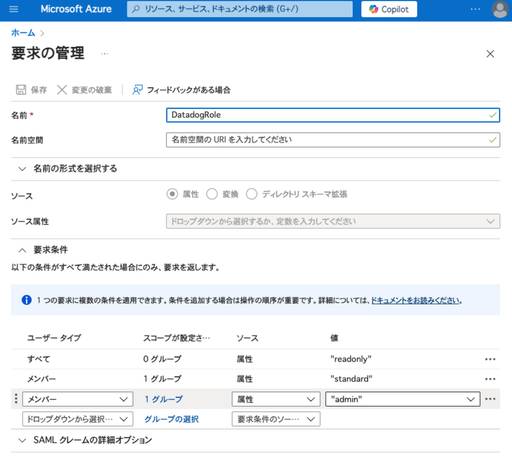 Microsoft Azure
リソース、サービス、ドキュメントの検索 (G+/)
Copilot
ホーム
要求の管理
保存
変更の破棄
フィードバックがある場合
名前 *
DatadogRole
名前空間
名前空間の URI を入力してください
名前の形式を選択する
ソース
属性
変換
ディレクトリ スキーマ拡張
ソース属性
ドロップダウンから選択するか、定数を入力してください
要求条件
以下の条件がすべて満たされた場合にのみ、要求を返します。
1 つの要求に複数の条件を適用できます。条件を追加する場合は操作の順序が重要です。詳細については、ドキュメントをお読みください。
ユーザー タイプ スコープが設定さ… ソース 値
すべて 0 グループ 属性 "readonly"
メンバー 1 グループ 属性 "standard"
メンバー 1 グループ 属性 "admin"
ドロップダウンから選択… グループの選択 要求条件のソー…
SAML クレームの詳細オプション